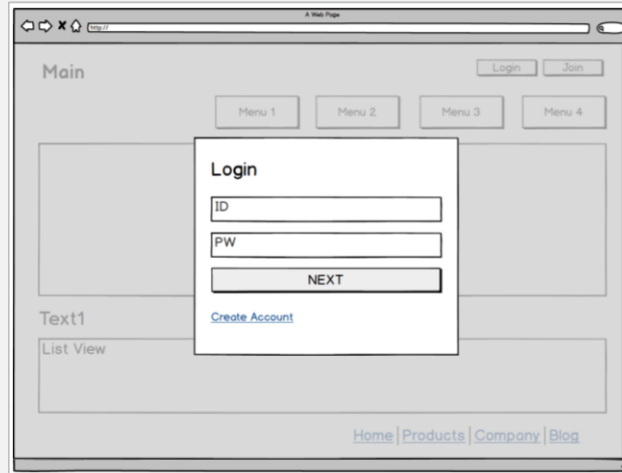 A Web Page
http://
Main
Login
Join
Menu 1
Menu 2
Menu 3
Menu 4
Login
ID
PW
NEXT
Create Account
Text1
List View
Home|Products|Company|Blog